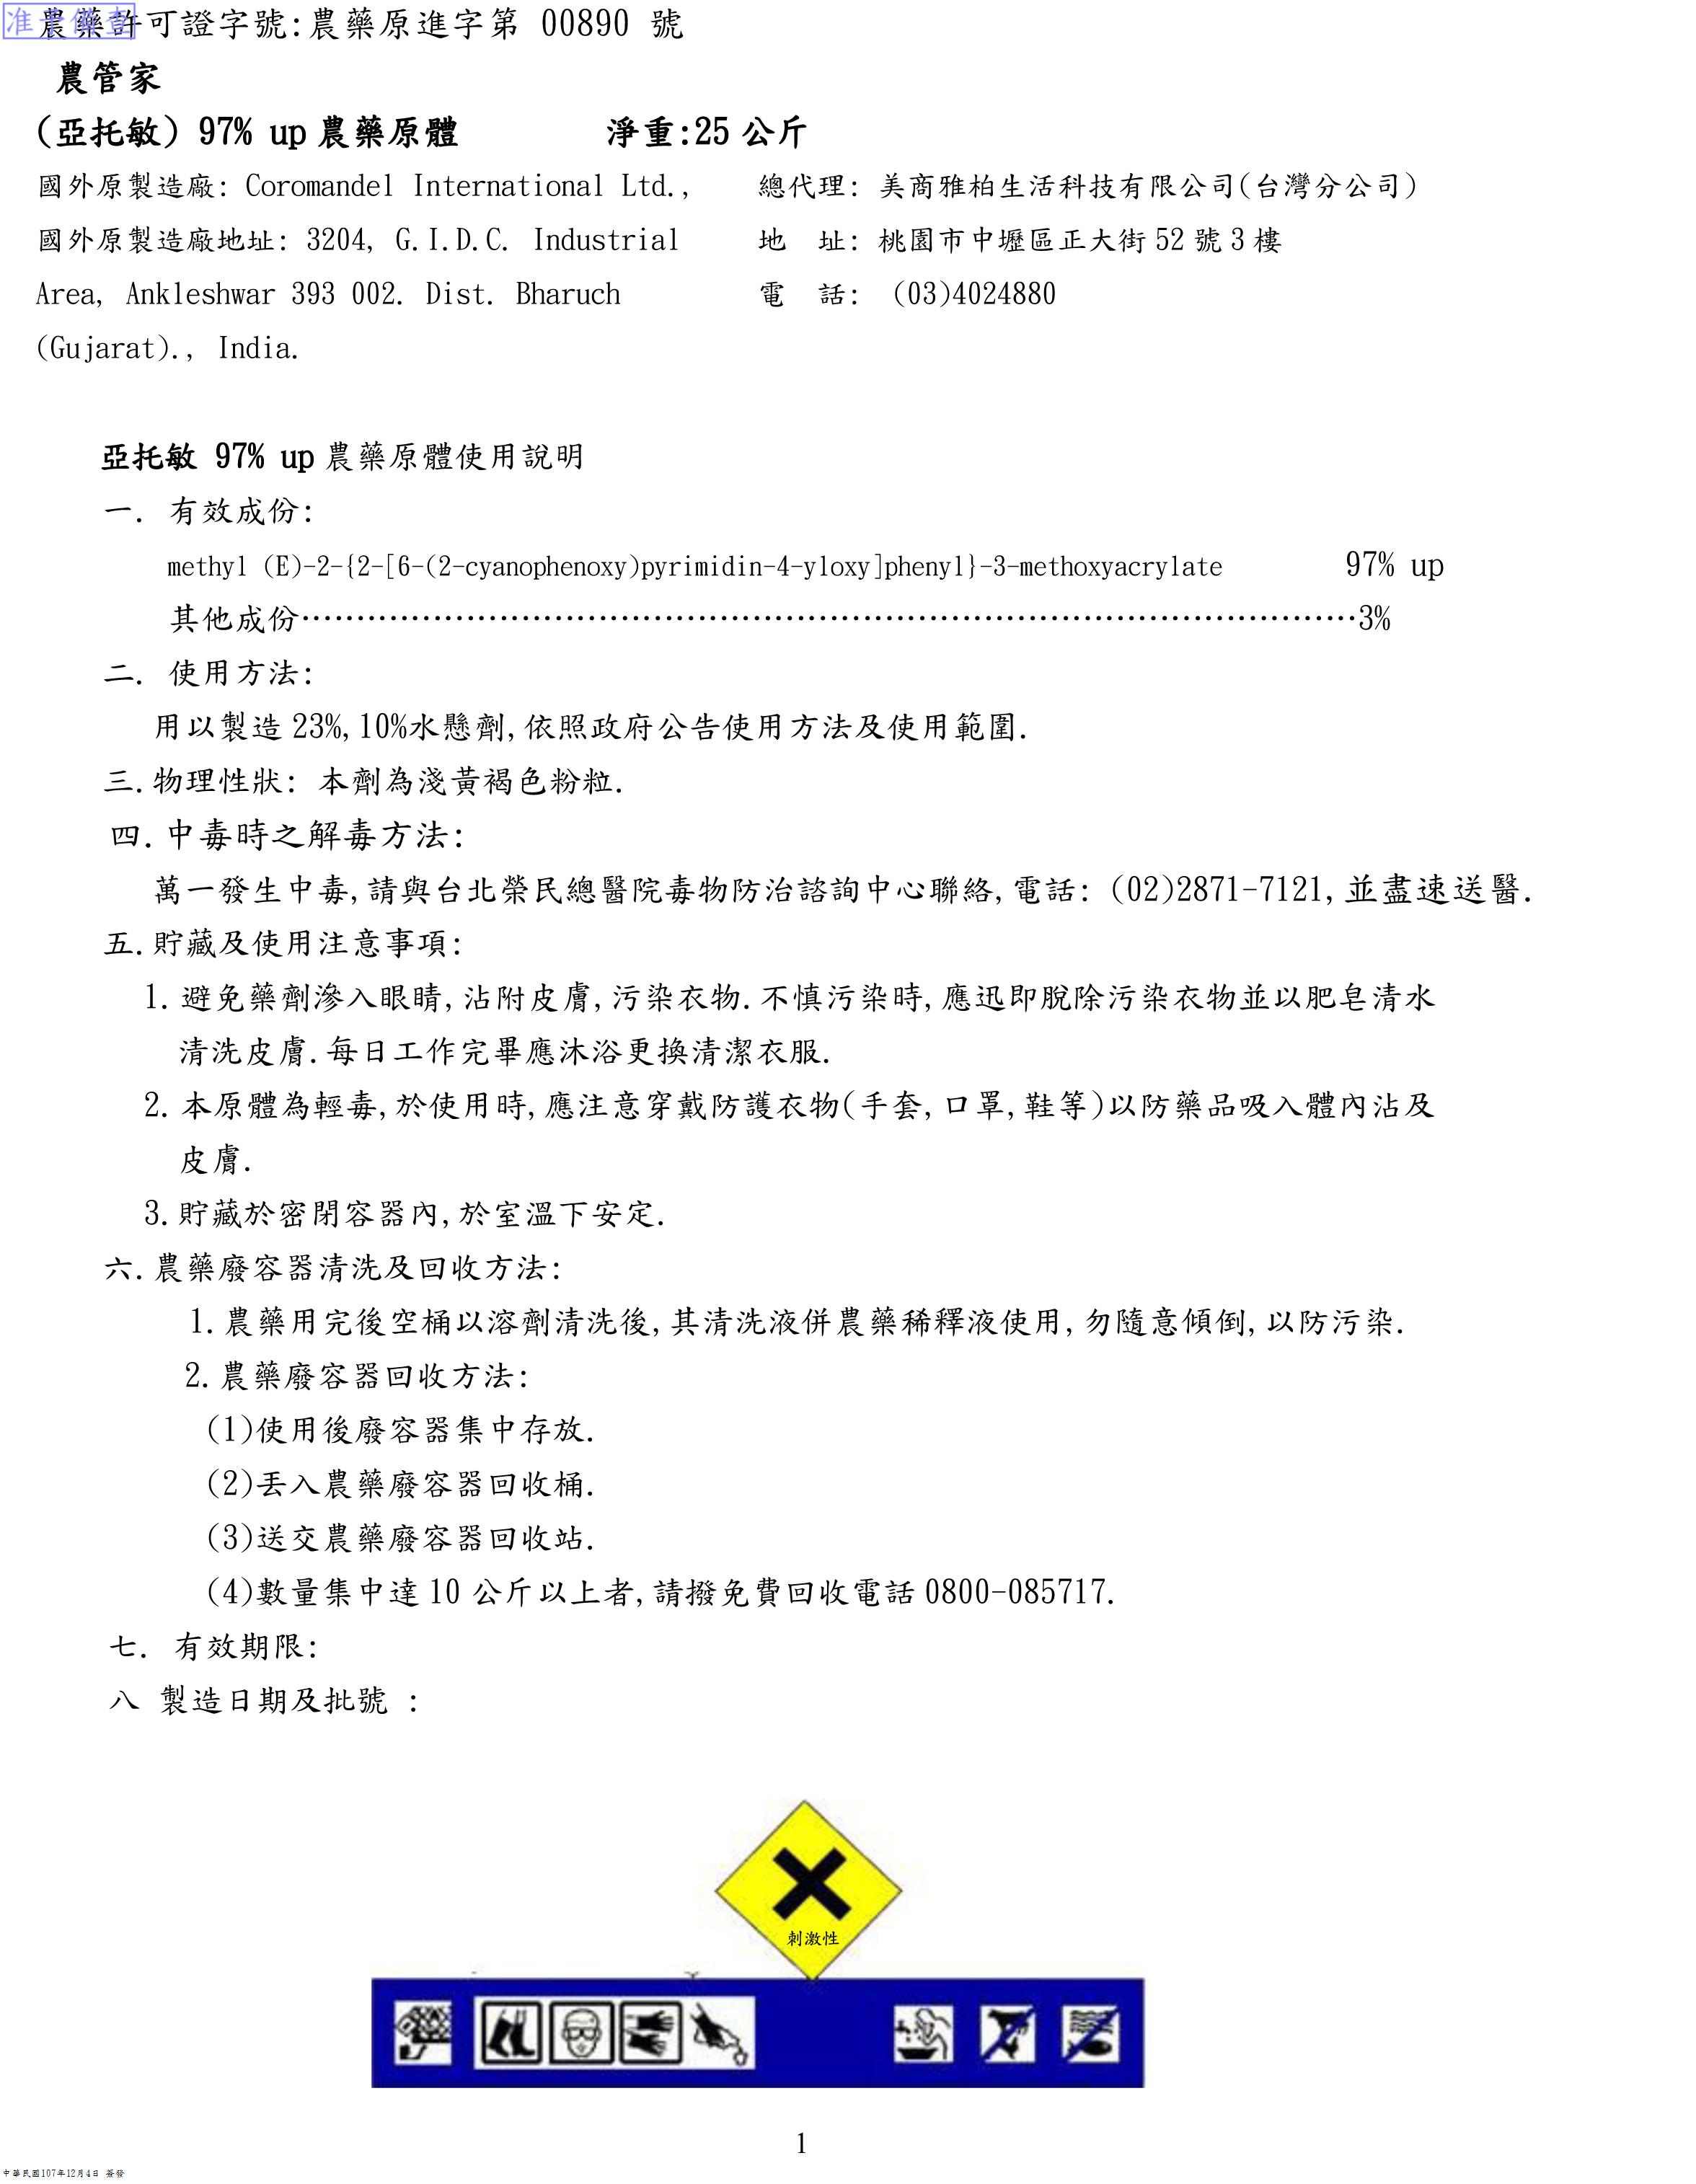 准予備查
農藥許可證字號:農藥原進字第 00890 號
農管家
(亞托敏) 97% up農藥原體 淨重:25公斤
國外原製造廠: Coromandel International Ltd., 總代理: 美商雅柏生活科技有限公司(台灣分公司)
國外原製造廠地址: 3204, G.I.D.C. Industrial 地 址: 桃園市中壢區正大街52號3樓
Area, Ankleshwar 393 002. Dist. Bharuch 電 話: (03)4024880
(Gujarat)., India.
亞托敏 97% up農藥原體使用說明
一. 有效成份:
methyl (E)-2-{2-[6-(2-cyanophenoxy)pyrimidin-4-yloxy]phenyl}-3-methoxyacrylate 97% up
其他成份………………………………………………………………………………………3%
二. 使用方法:
用以製造23%,10%水懸劑,依照政府公告使用方法及使用範圍.
三.物理性狀: 本劑為淺黃褐色粉粒.
四.中毒時之解毒方法:
萬一發生中毒,請與台北榮民總醫院毒物防治諮詢中心聯絡,電話: (02)2871-7121,並盡速送醫.
五.貯藏及使用注意事項:
1.避免藥劑滲入眼睛,沾附皮膚,污染衣物.不慎污染時,應迅即脫除污染衣物並以肥皂清水
清洗皮膚.每日工作完畢應沐浴更換清潔衣服.
2.本原體為輕毒,於使用時,應注意穿戴防護衣物(手套,口罩,鞋等)以防藥品吸入體內沾及
皮膚.
3.貯藏於密閉容器內,於室溫下安定.
六.農藥廢容器清洗及回收方法:
1.農藥用完後空桶以溶劑清洗後,其清洗液併農藥稀釋液使用,勿隨意傾倒,以防污染.
2.農藥廢容器回收方法:
(1)使用後廢容器集中存放.
(2)丟入農藥廢容器回收桶.
(3)送交農藥廢容器回收站.
(4)數量集中達10公斤以上者,請撥免費回收電話0800-085717.
七. 有效期限:
八 製造日期及批號 :
刺激性
1
中華民國107年12月4日 簽發